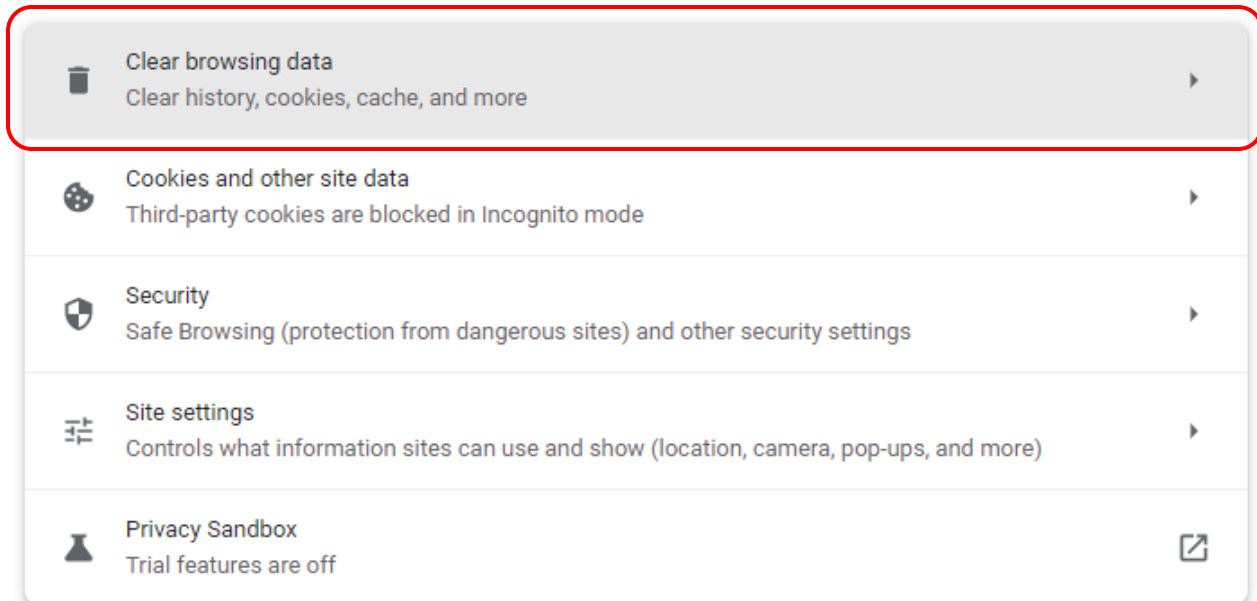 Clear browsing data
Clear history, cookies, cache, and more
Cookies and other site data
Third-party cookies are blocked in Incognito mode
Security
Safe Browsing (protection from dangerous sites) and other security settings
Site settings
Controls what information sites can use and show (location, camera, pop-ups, and more)
Privacy Sandbox
Trial features are off